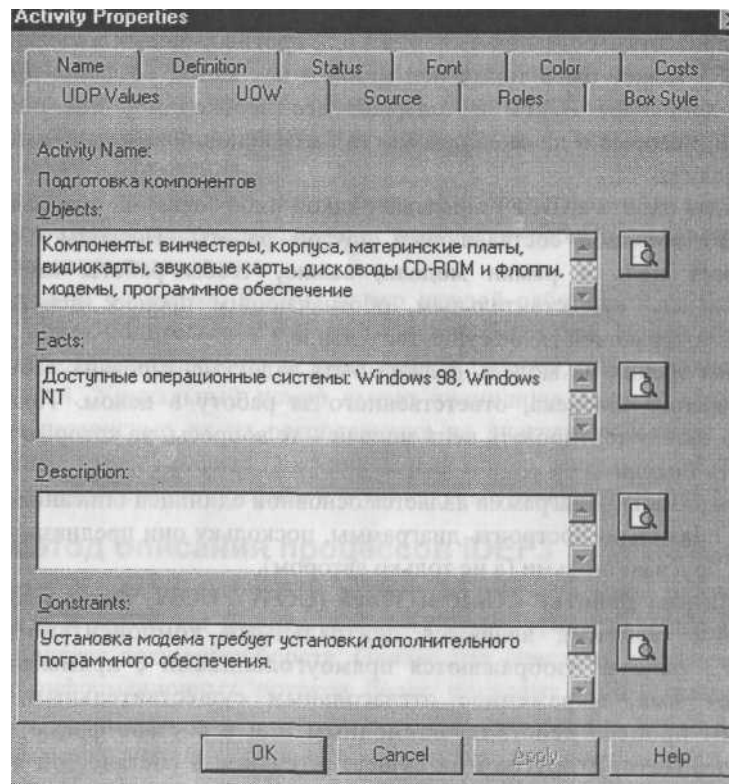 Activity Properties
Name Definition Status Font Color Costs
UDP Values UOW Source Roles Box Style
Activity Name:
Подготовка компонентов
Objects:
Компоненты: винчестеры, корпуса, материнские платы,
видиокарты, звуковые карты, дисководы CD-ROM и флоппи,
модемы, программное обеспечение
Facts:
Доступные операционные системы: Windows 98, Windows
NT
Description:
Constraints:
Установка модема требует установки дополнительного
пограммного обеспечения.
OK Cancel Apply Help